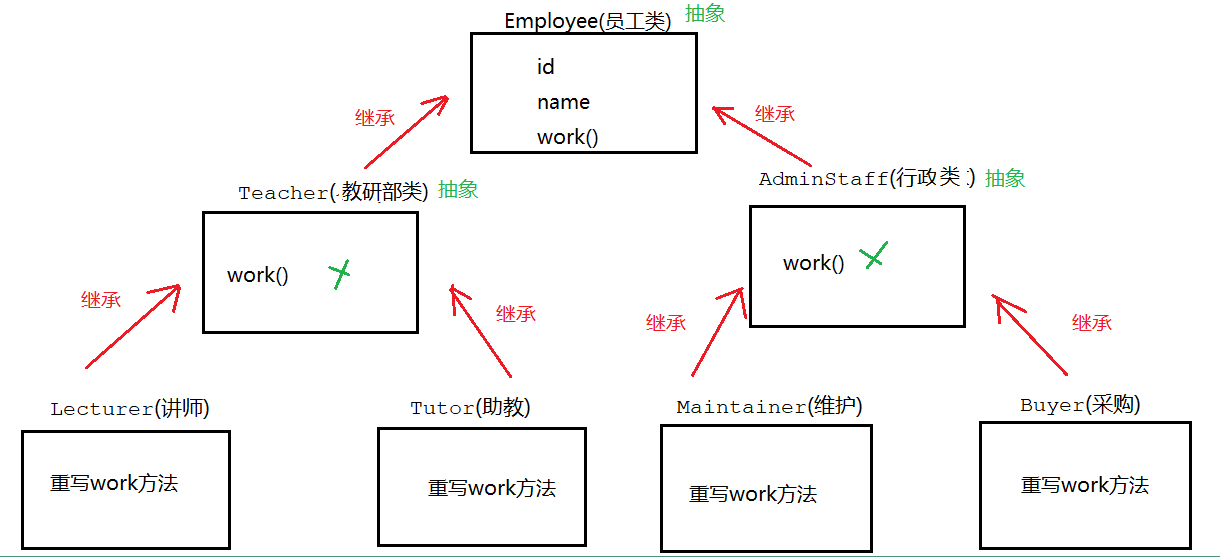 Employee(员工类) 抽象
id
name
work()
继承
继承
Teacher(教研部类) 抽象
AdminStaff(行政类) 抽象
work()
work()
继承
继承
继承
继承
Lecturer(讲师)
Tutor(助教)
Maintainer(维护)
Buyer(采购)
重写work方法
重写work方法
重写work方法
重写work方法